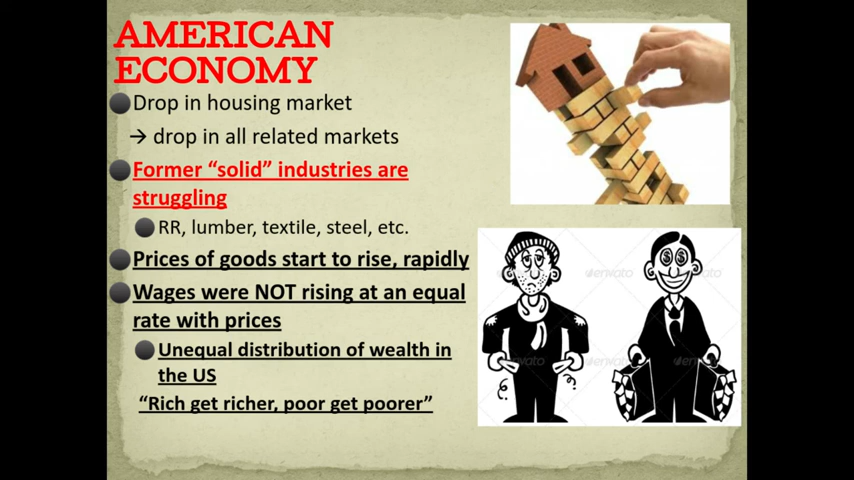 AMERICAN
ECONOMY
Drop in housing market
→ drop in all related markets
Former “solid” industries are
struggling
RR, lumber, textile, steel, etc.
Prices of goods start to rise, rapidly
Wages were NOT rising at an equal
rate with prices
Unequal distribution of wealth in
the US
“Rich get richer, poor get poorer”
$ $
envato